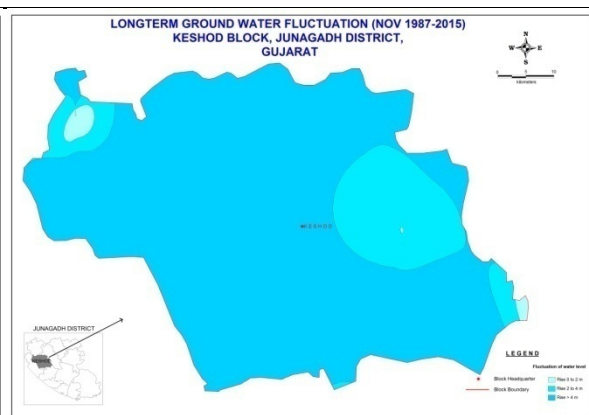 LONGTERM GROUND WATER FLUCTUATION (NOV 1987-2015)
KESHOD BLOCK, JUNAGADH DISTRICT,
GUJARAT
N
W E
S
0 5 10
kilometers
KESHOD
JUNAGADH DISTRICT
KESHOD
LEGEND
Fluctuation of water level
Block Headquarter
Block Boundary
Rise 0 to 2 m
Rise 2 to 4 m
Rise > 4 m